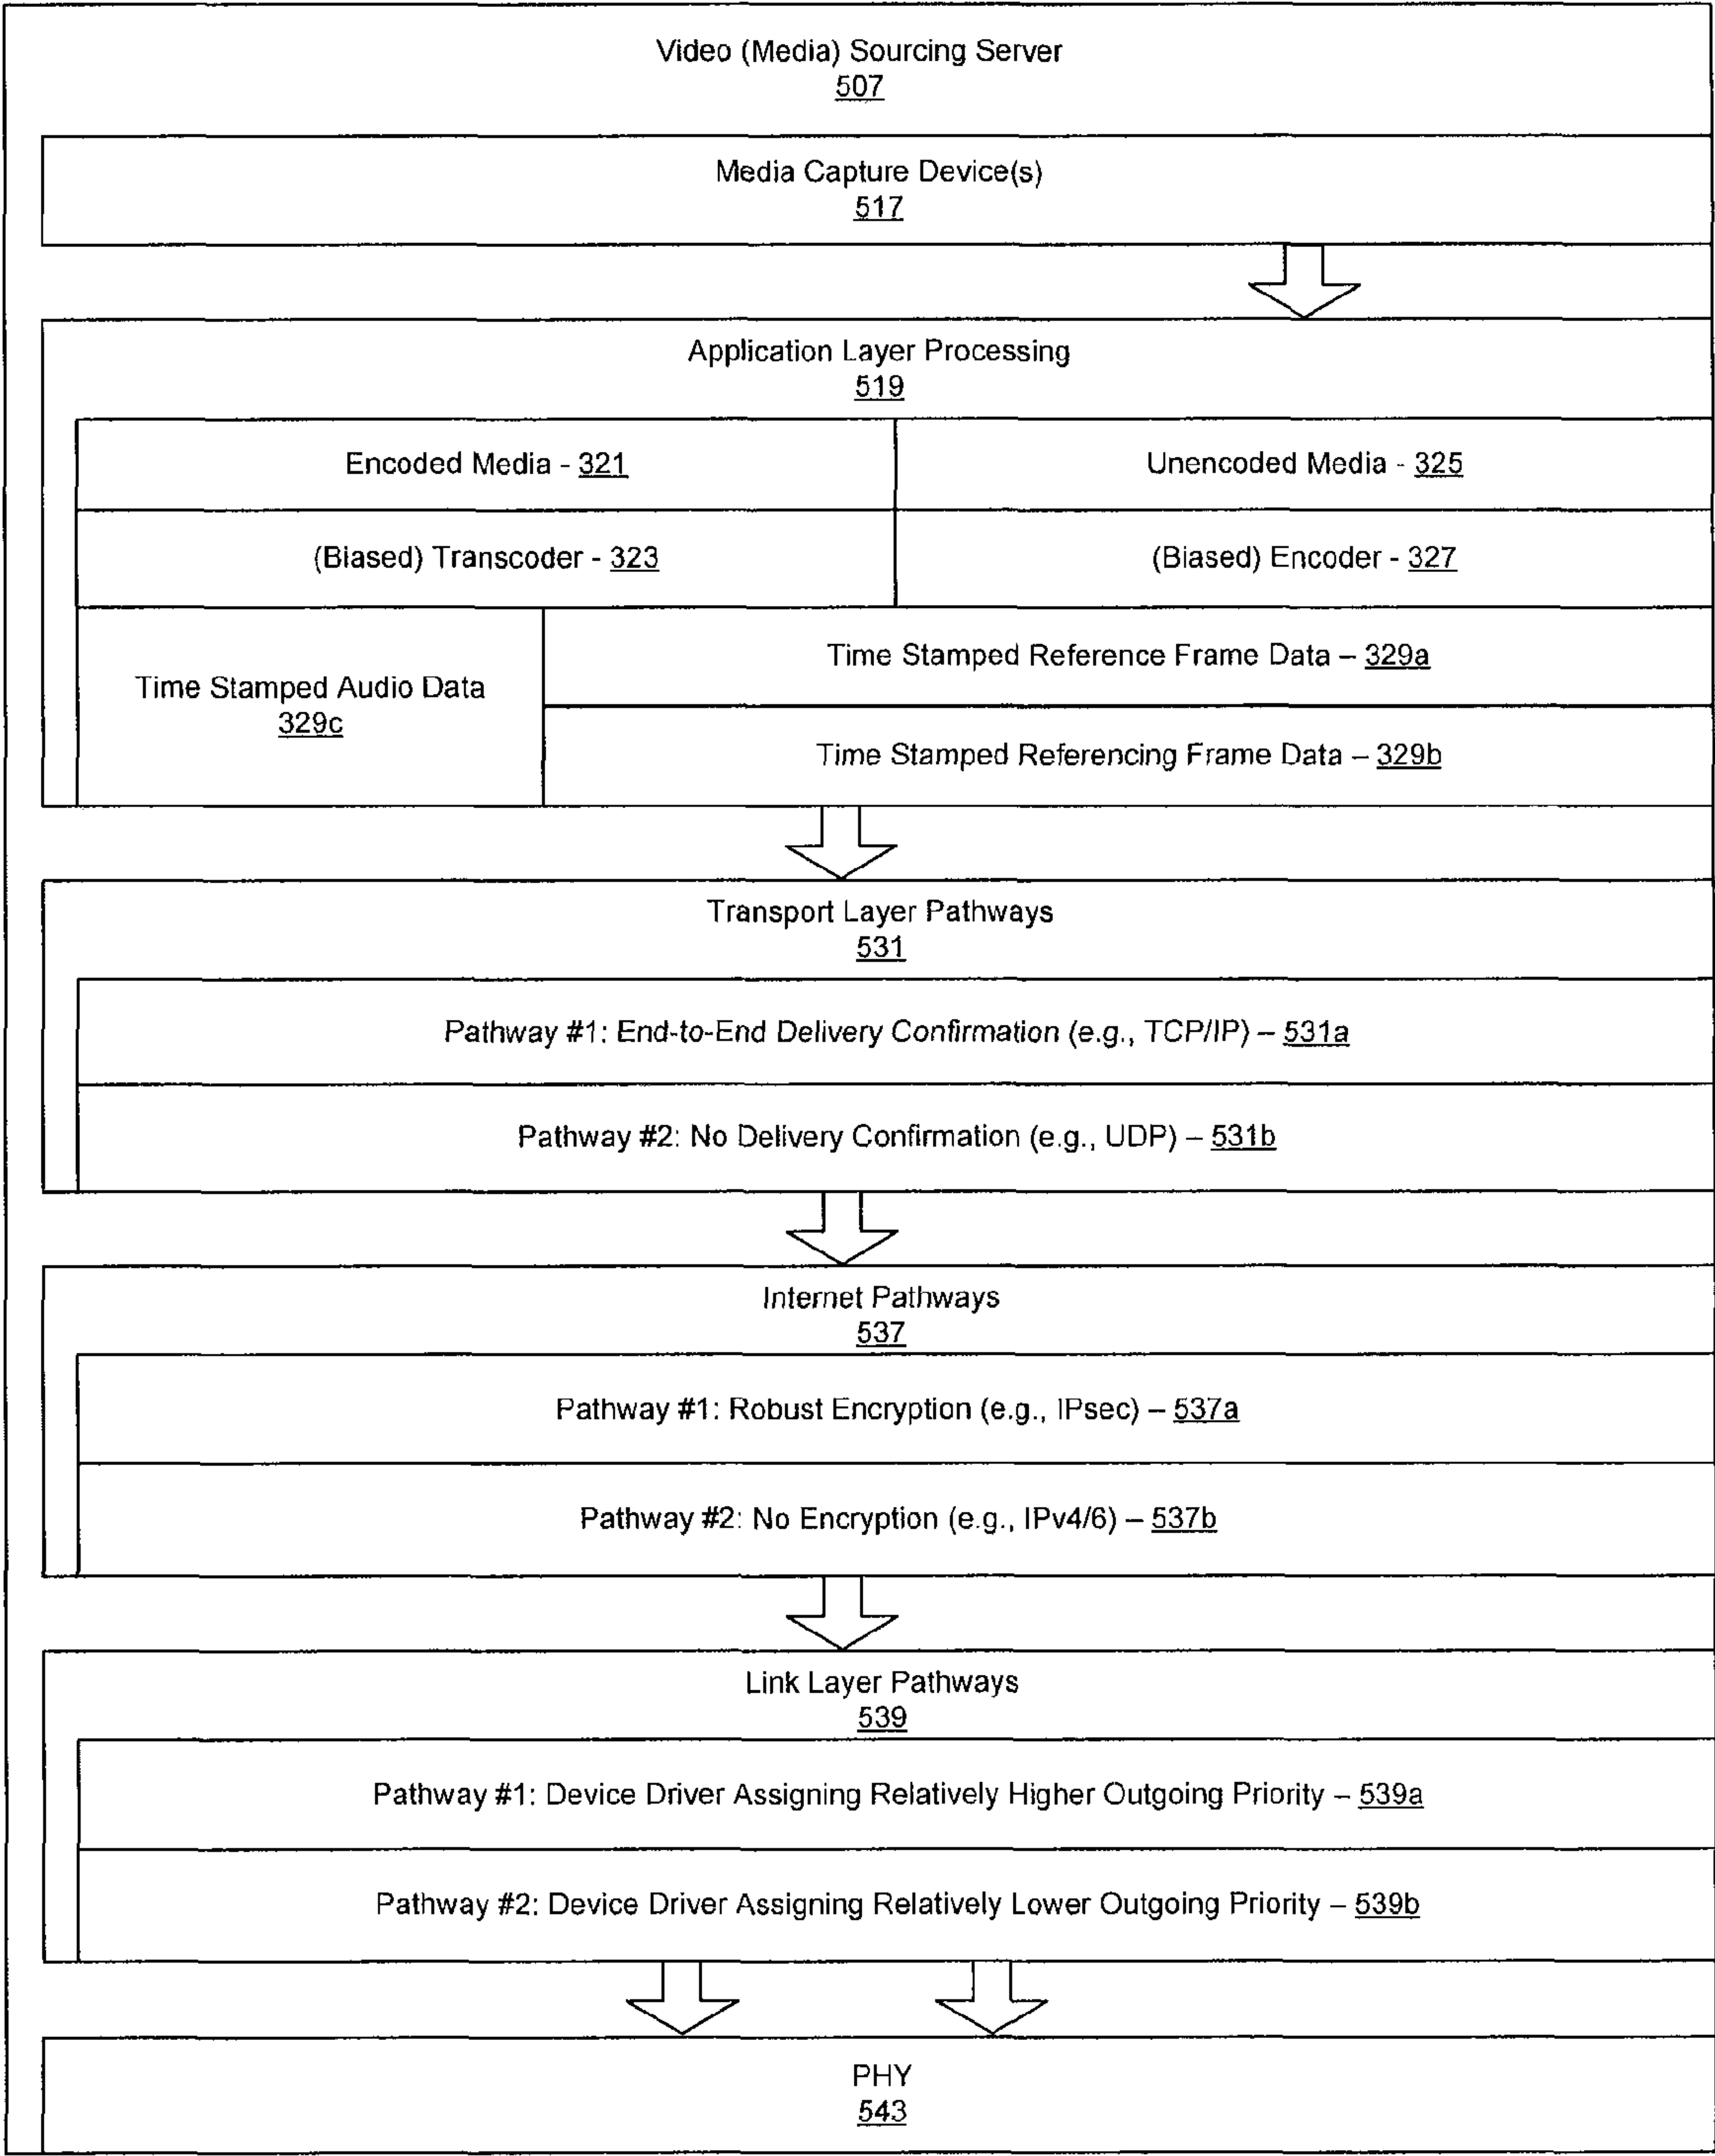 Video (Media) Sourcing Server
507
Media Capture Device(s)
517
Application Layer Processing
519
Encoded Media - 321
Unencoded Media - 325
(Biased) Transcoder - 323
(Biased) Encoder - 327
Time Stamped Audio Data
329c
Time Stamped Reference Frame Data – 329a
Time Stamped Referencing Frame Data – 329b
Transport Layer Pathways
531
Pathway #1: End-to-End Delivery Confirmation (e.g., TCP/IP) – 531a
Pathway #2: No Delivery Confirmation (e.g., UDP) – 531b
Internet Pathways
537
Pathway #1: Robust Encryption (e.g., IPsec) – 537a
Pathway #2: No Encryption (e.g., IPv4/6) – 537b
Link Layer Pathways
539
Pathway #1: Device Driver Assigning Relatively Higher Outgoing Priority – 539a
Pathway #2: Device Driver Assigning Relatively Lower Outgoing Priority – 539b
PHY
543